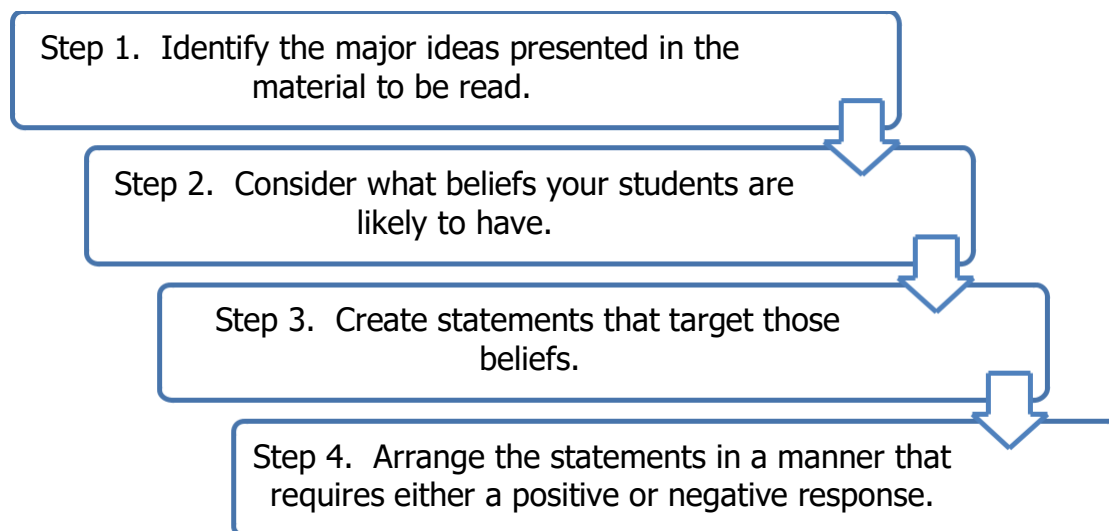 Step 1.  Identify the major ideas presented in the
material to be read.
Step 2.  Consider what beliefs your students are
likely to have.
Step 3.  Create statements that target those
beliefs.
Step 4.  Arrange the statements in a manner that
requires either a positive or negative response.